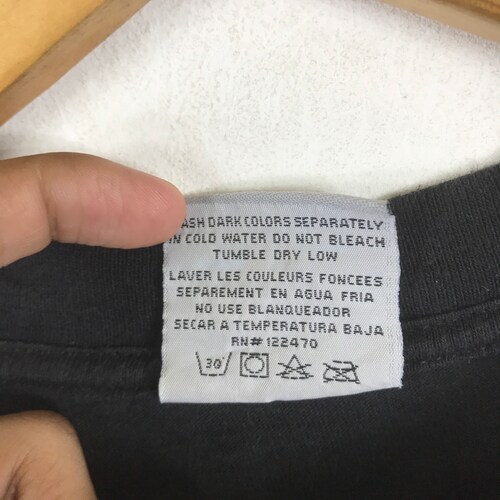 ASH DARK COLORS SEPARATELY
IN COLD WATER DO NOT BLEACH
TUMBLE DRY LOW
LAVER LES COULEURS FONCEES
SEPAREMENT EN AGUA FRIA
NO USE BLANQUEADOR
SECAR A TEMPERATURA BAJA
RN# 122470
30